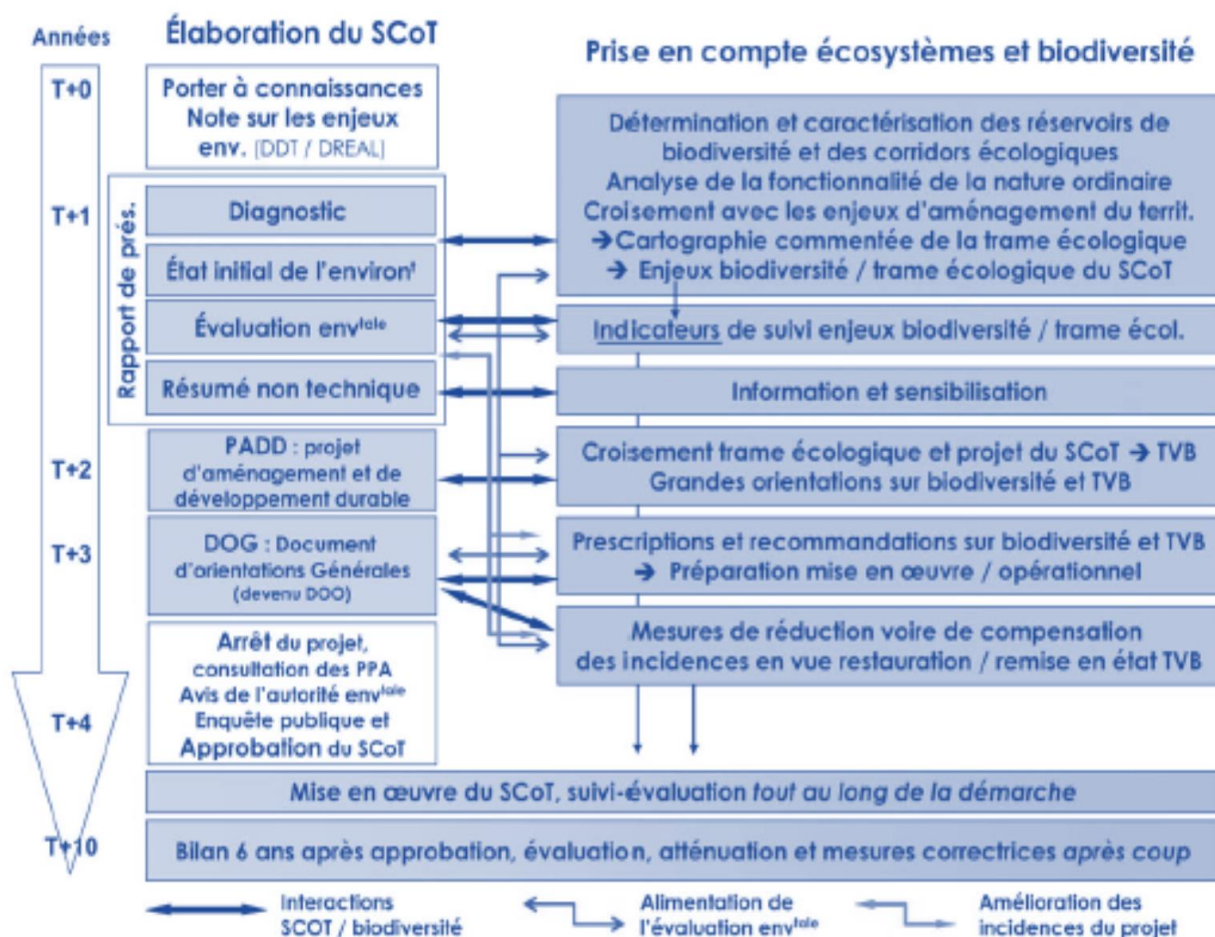 Années
Élaboration du SCoT
Prise en compte écosystèmes et biodiversité
T+0
Porter à connaissances
Note sur les enjeux
env. (DDT / DREAL)
Rapport de prés.
T+1
Diagnostic
État initial de l'environᵗ
Évaluation envᵗᵃˡᵉ
Résumé non technique
Détermination et caractérisation des réservoirs de
biodiversité et des corridors écologiques
Analyse de la fonctionnalité de la nature ordinaire
Croisement avec les enjeux d'aménagement du territ.
➔Cartographie commentée de la trame écologique
➔ Enjeux biodiversité / trame écologique du SCoT
Indicateurs de suivi enjeux biodiversité / trame écol.
Information et sensibilisation
T+2
PADD : projet
d'aménagement et de
développement durable
Croisement trame écologique et projet du SCoT ➔ TVB
Grandes orientations sur biodiversité et TVB
T+3
DOG : Document
d'orientations Générales
(devenu DOO)
Prescriptions et recommandations sur biodiversité et TVB
➔ Préparation mise en œuvre / opérationnel
Mesures de réduction voire de compensation
des incidences en vue restauration / remise en état TVB
T+4
Arrêt du projet,
consultation des PPA
Avis de l'autorité envᵗᵃˡᵉ
Enquête publique et
Approbation du SCoT
Mise en œuvre du SCoT, suivi-évaluation tout au long de la démarche
T+10
Bilan 6 ans après approbation, évaluation, atténuation et mesures correctrices après coup
Interactions
SCOT / biodiversité
Alimentation de
l'évaluation envᵗᵃˡᵉ
Amélioration des
incidences du projet